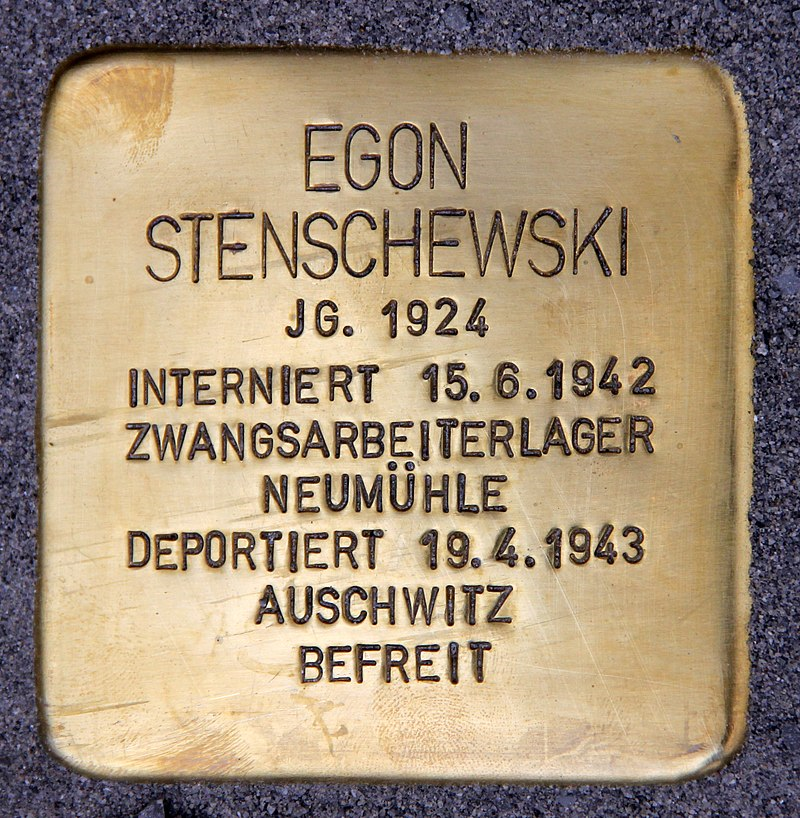 EGON
STENSCHEWSKI
JG. 1924
INTERNIERT 15.6.1942
ZWANGSARBEITERLAGER
NEUMÜHLE
DEPORTIERT 19.4.1943
AUSCHWITZ
BEFREIT